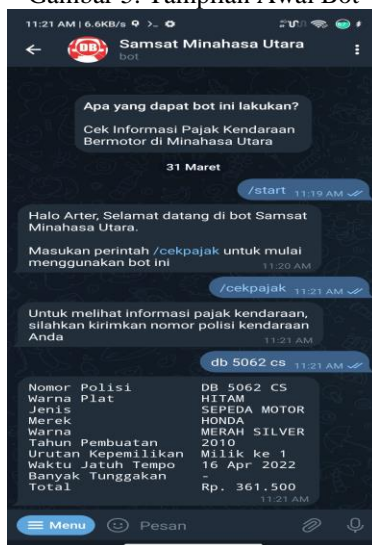 Gambar 3. Tampilan Awal Bot
11:21 AM | 6.6KB/s
DB
Samsat Minahasa Utara
bot
Apa yang dapat bot ini lakukan?
Cek Informasi Pajak Kendaraan
Bermotor di Minahasa Utara
31 Maret
/start 11:19 AM
Halo Arter, Selamat datang di bot Samsat
Minahasa Utara.
Masukan perintah /cekpajak untuk mulai
menggunakan bot ini 11:20 AM
/cekpajak 11:21 AM
Untuk melihat informasi pajak kendaraan,
silahkan kirimkan nomor polisi kendaraan
Anda 11:21 AM
db 5062 cs 11:21 AM
Nomor Polisi DB 5062 CS
Warna Plat HITAM
Jenis SEPEDA MOTOR
Merek HONDA
Warna MERAH SILVER
Tahun Pembuatan 2010
Urutan Kepemilikan Milik ke 1
Waktu Jatuh Tempo 16 Apr 2022
Banyak Tunggakan -
Total Rp. 361.500
11:21 AM
Menu Pesan